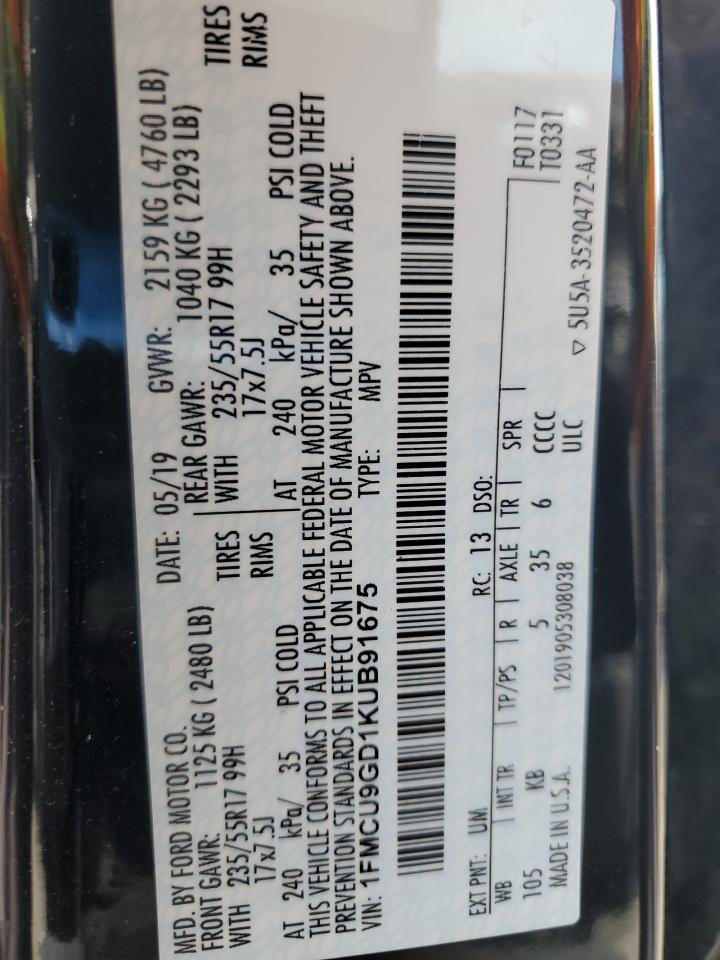 MFD. BY FORD MOTOR CO.
DATE: 05/19 GVWR: 2159 KG ( 4760 LB)
FRONT GAWR: 1125 KG ( 2480 LB)
REAR GAWR: 1040 KG ( 2293 LB)
WITH 235/55R17 99H TIRES
WITH 235/55R17 99H TIRES
17x7.5J RIMS
17x7.5J RIMS
AT 240 kPa/ 35 PSI COLD
AT 240 kPa/ 35 PSI COLD
THIS VEHICLE CONFORMS TO ALL APPLICABLE FEDERAL MOTOR VEHICLE SAFETY AND THEFT
PREVENTION STANDARDS IN EFFECT ON THE DATE OF MANUFACTURE SHOWN ABOVE.
VIN: 1FMCU9GD1KUB91675 TYPE: MPV
EXT PNT: UM RC: 13 DSO: F0117
WB INT TR TP/PS R AXLE TR SPR T0331
105 KB 5 35 6 CCCC
MADE IN U.S.A. 1201905308038 ULC ▽ 5U5A-3520472-AA